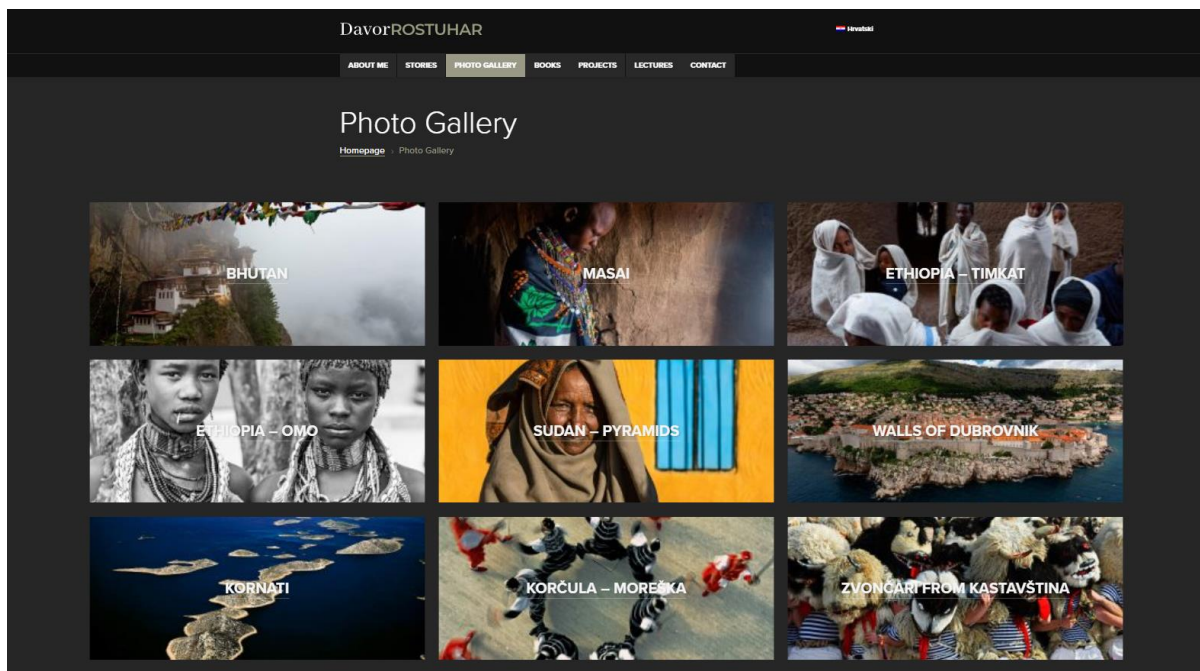 DavorROSTUHAR
Hrvatski
ABOUT ME STORIES PHOTO GALLERY BOOKS PROJECTS LECTURES CONTACT
Photo Gallery
Homepage › Photo Gallery
BHUTAN
MASAI
ETHIOPIA – TIMKAT
ETHIOPIA – OMO
SUDAN – PYRAMIDS
WALLS OF DUBROVNIK
KORNATI
KORČULA – MOREŠKA
ZVONČARI FROM KASTAVŠTINA